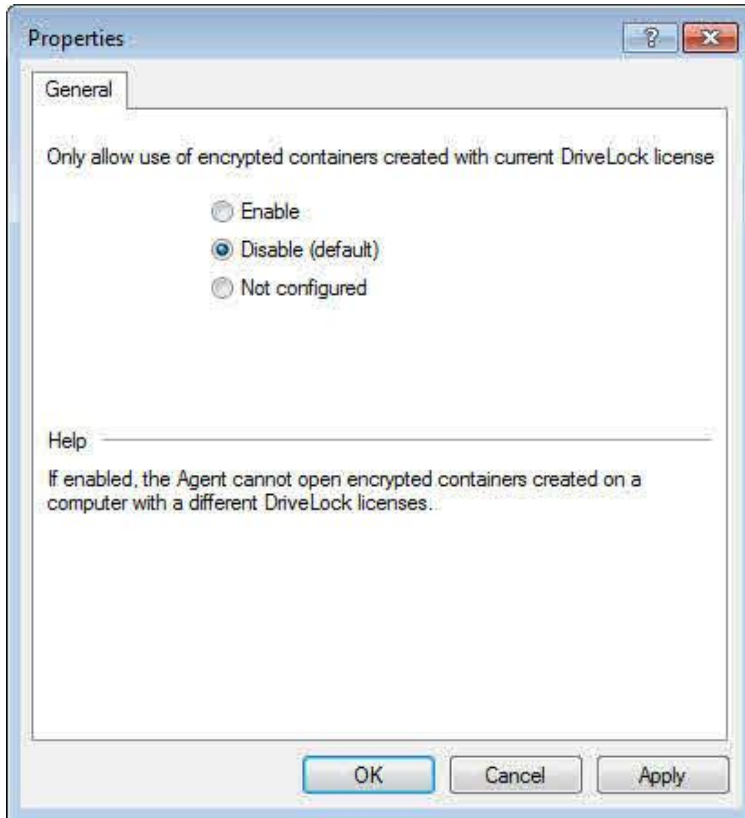 Properties
?
General
Only allow use of encrypted containers created with current DriveLock license
Enable
Disable (default)
Not configured
Help
If enabled, the Agent cannot open encrypted containers created on a
computer with a different DriveLock licenses.
OK Cancel Apply